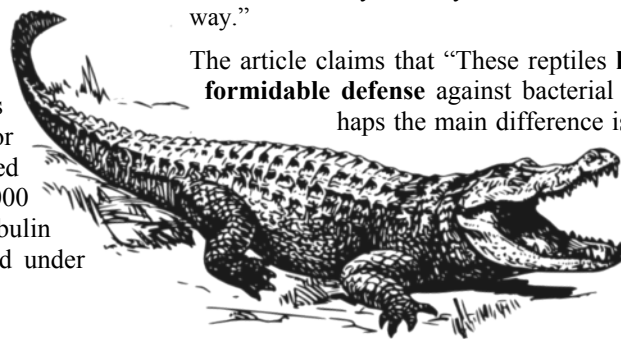 s
or
ed
000
bulin
d under
way.”
The article claims that “These reptiles
formidable defense against bacterial
haps the main difference is